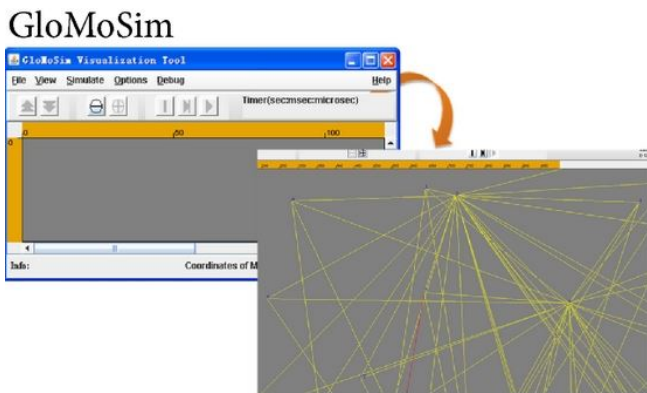 GloMoSim
GloMoSim Visualization Tool
File View Simulate Options Debug Help
Timer(sec:msec:microsec)
0 50 100
0
Info: Coordinates of M